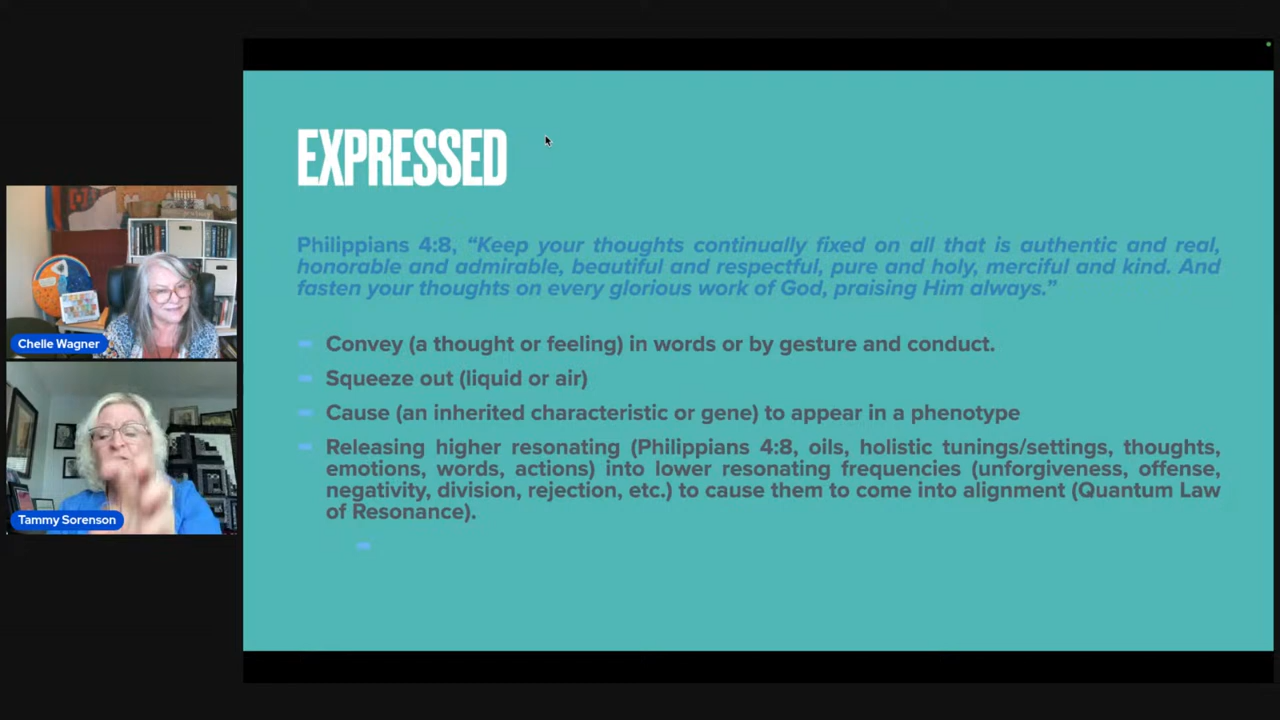 EXPRESSED
Philippians 4:8, “Keep your thoughts continually fixed on all that is authentic and real,
honorable and admirable, beautiful and respectful, pure and holy, merciful and kind. And
fasten your thoughts on every glorious work of God, praising Him always.”
Convey (a thought or feeling) in words or by gesture and conduct.
Squeeze out (liquid or air)
Cause (an inherited characteristic or gene) to appear in a phenotype
Releasing higher resonating (Philippians 4:8, oils, holistic tunings/settings, thoughts,
emotions, words, actions) into lower resonating frequencies (unforgiveness, offense,
negativity, division, rejection, etc.) to cause them to come into alignment (Quantum Law
of Resonance).
Chelle Wagner
Tammy Sorenson